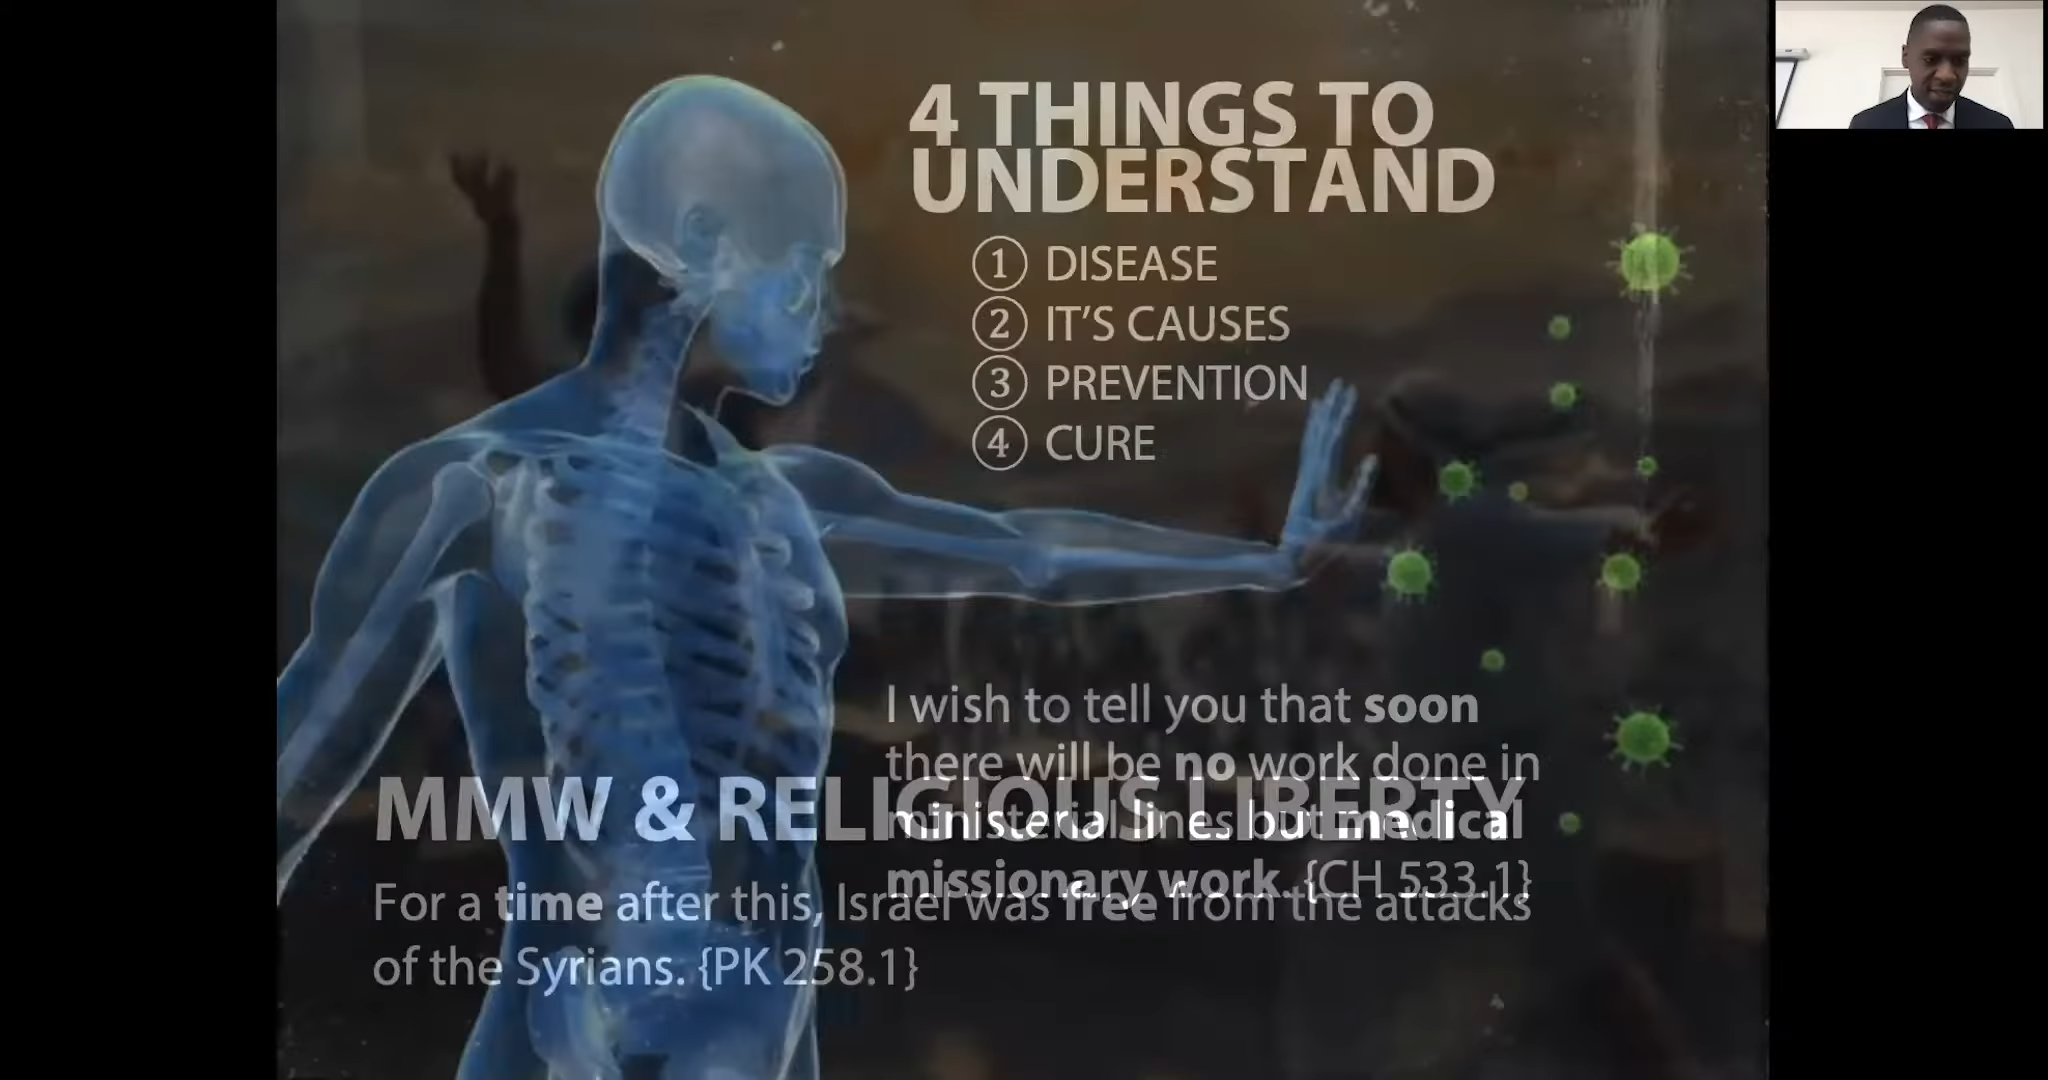 4 THINGS TO
UNDERSTAND
1 DISEASE
2 IT'S CAUSES
3 PREVENTION
4 CURE
I wish to tell you that soon
there will be no work done in
ministerial lines but medical
missionary work. {CH 533.1}
MMW & RELIGIOUS LIBERTY
For a time after this, Israel was free from the attacks
of the Syrians. {PK 258.1}